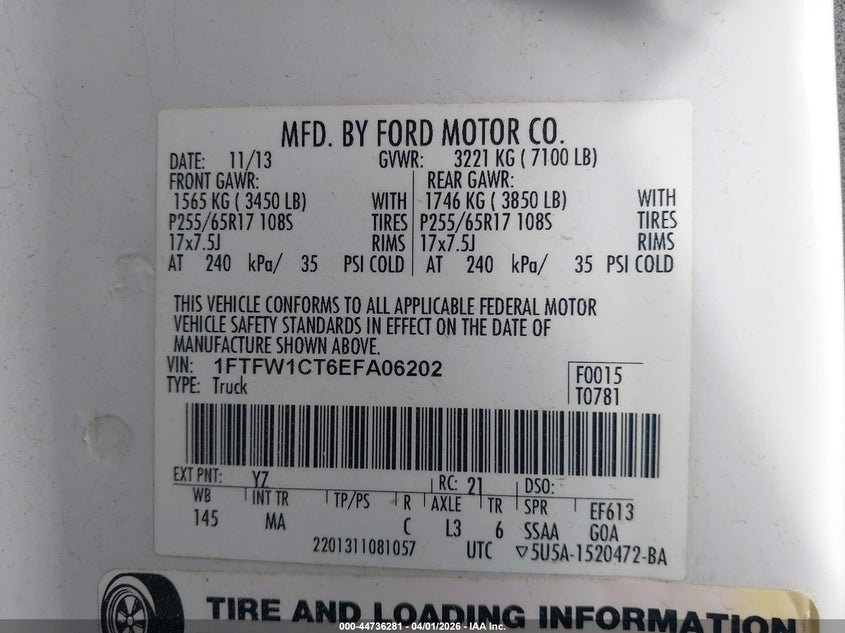 MFD. BY FORD MOTOR CO.
DATE: 11/13 GVWR: 3221 KG ( 7100 LB)
FRONT GAWR: REAR GAWR:
1565 KG ( 3450 LB) WITH 1746 KG ( 3850 LB) WITH
P255/65R17 108S TIRES P255/65R17 108S TIRES
17x7.5J RIMS 17x7.5J RIMS
AT 240 kPa/ 35 PSI COLD AT 240 kPa/ 35 PSI COLD
THIS VEHICLE CONFORMS TO ALL APPLICABLE FEDERAL MOTOR
VEHICLE SAFETY STANDARDS IN EFFECT ON THE DATE OF
MANUFACTURE SHOWN ABOVE.
VIN: 1FTFW1CT6EFA06202
TYPE: Truck
F0015
T0781
EXT PNT: YZ RC: 21 DSO:
WB INT TR TP/PS R AXLE TR SPR EF613
145 MA C L3 6 SSAA GOA
2201311081057 UTC ▽5U5A-1520472-BA
TIRE AND LOADING INFORMATION
000-44736281 - 04/01/2026 - IAA Inc.